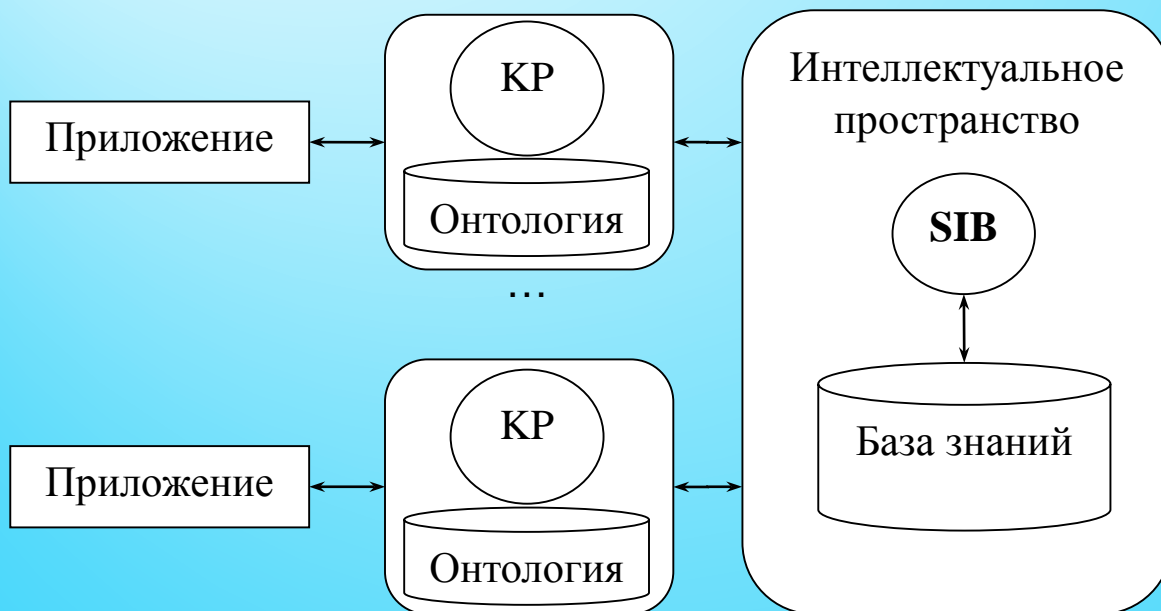 Приложение
KP
Онтология
...
Приложение
KP
Онтология
Интеллектуальное
пространство
SIB
База знаний